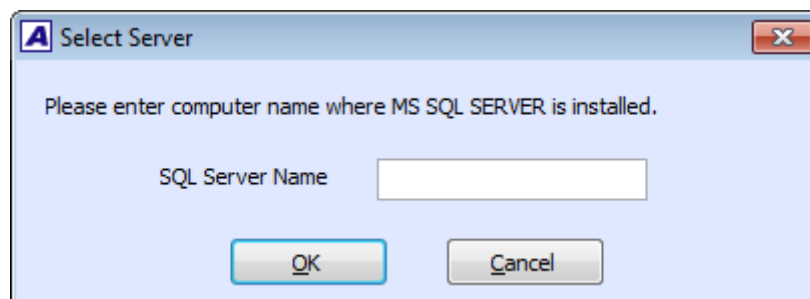 A Select Server
Please enter computer name where MS SQL SERVER is installed.
SQL Server Name
OK Cancel